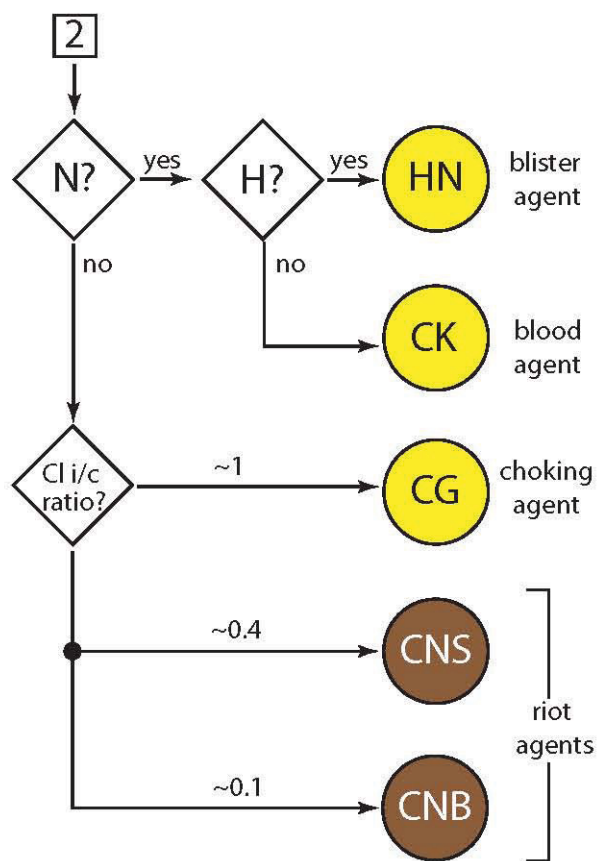 2
N?
yes
H?
yes
HN
blister
agent
no
no
CK
blood
agent
Cl i/c
ratio?
~1
CG
choking
agent
~0.4
CNS
riot
agents
~0.1
CNB